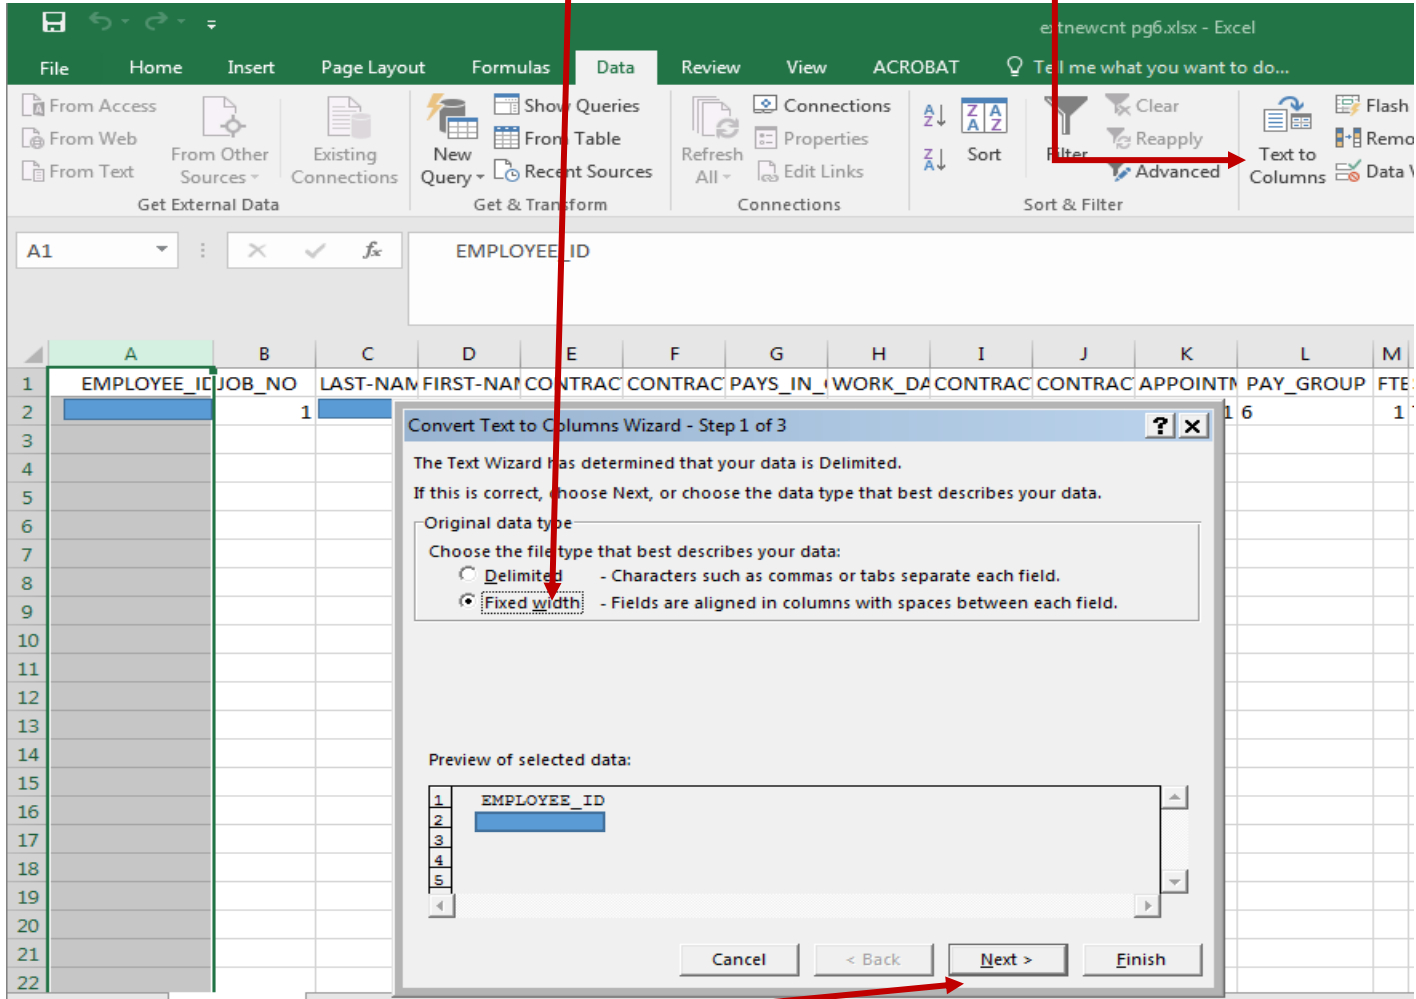 extnewcnt pg6.xlsx - Excel
File Home Insert Page Layout Formulas Data Review View ACROBAT Tell me what you want to do...
From Access
From Web
From Text
From Other
Sources
Existing
Connections
Get External Data
New
Query
Show Queries
From Table
Recent Sources
Get & Transform
Refresh
All
Connections
Properties
Edit Links
Connections
Sort
Filter
Clear
Reapply
Advanced
Sort & Filter
Text to
Columns
Flash
Remo
Data V
A1 fx EMPLOYEE_ID
A B C D E F G H I J K L M
1 EMPLOYEE_ID JOB_NO LAST-NAM FIRST-NAM CONTRACT CONTRACT PAYS_IN_ WORK_DA CONTRAC CONTRACT APPOINTM PAY_GROUP FTE
2 1 1 6 1
3
4
5
6
7
8
9
10
11
12
13
14
15
16
17
18
19
20
21
22
Convert Text to Columns Wizard - Step 1 of 3 ? x
The Text Wizard has determined that your data is Delimited.
If this is correct, choose Next, or choose the data type that best describes your data.
Original data type
Choose the file type that best describes your data:
Delimited - Characters such as commas or tabs separate each field.
Fixed width - Fields are aligned in columns with spaces between each field.
Preview of selected data:
1 EMPLOYEE_ID
2
3
4
5
Cancel < Back Next > Finish